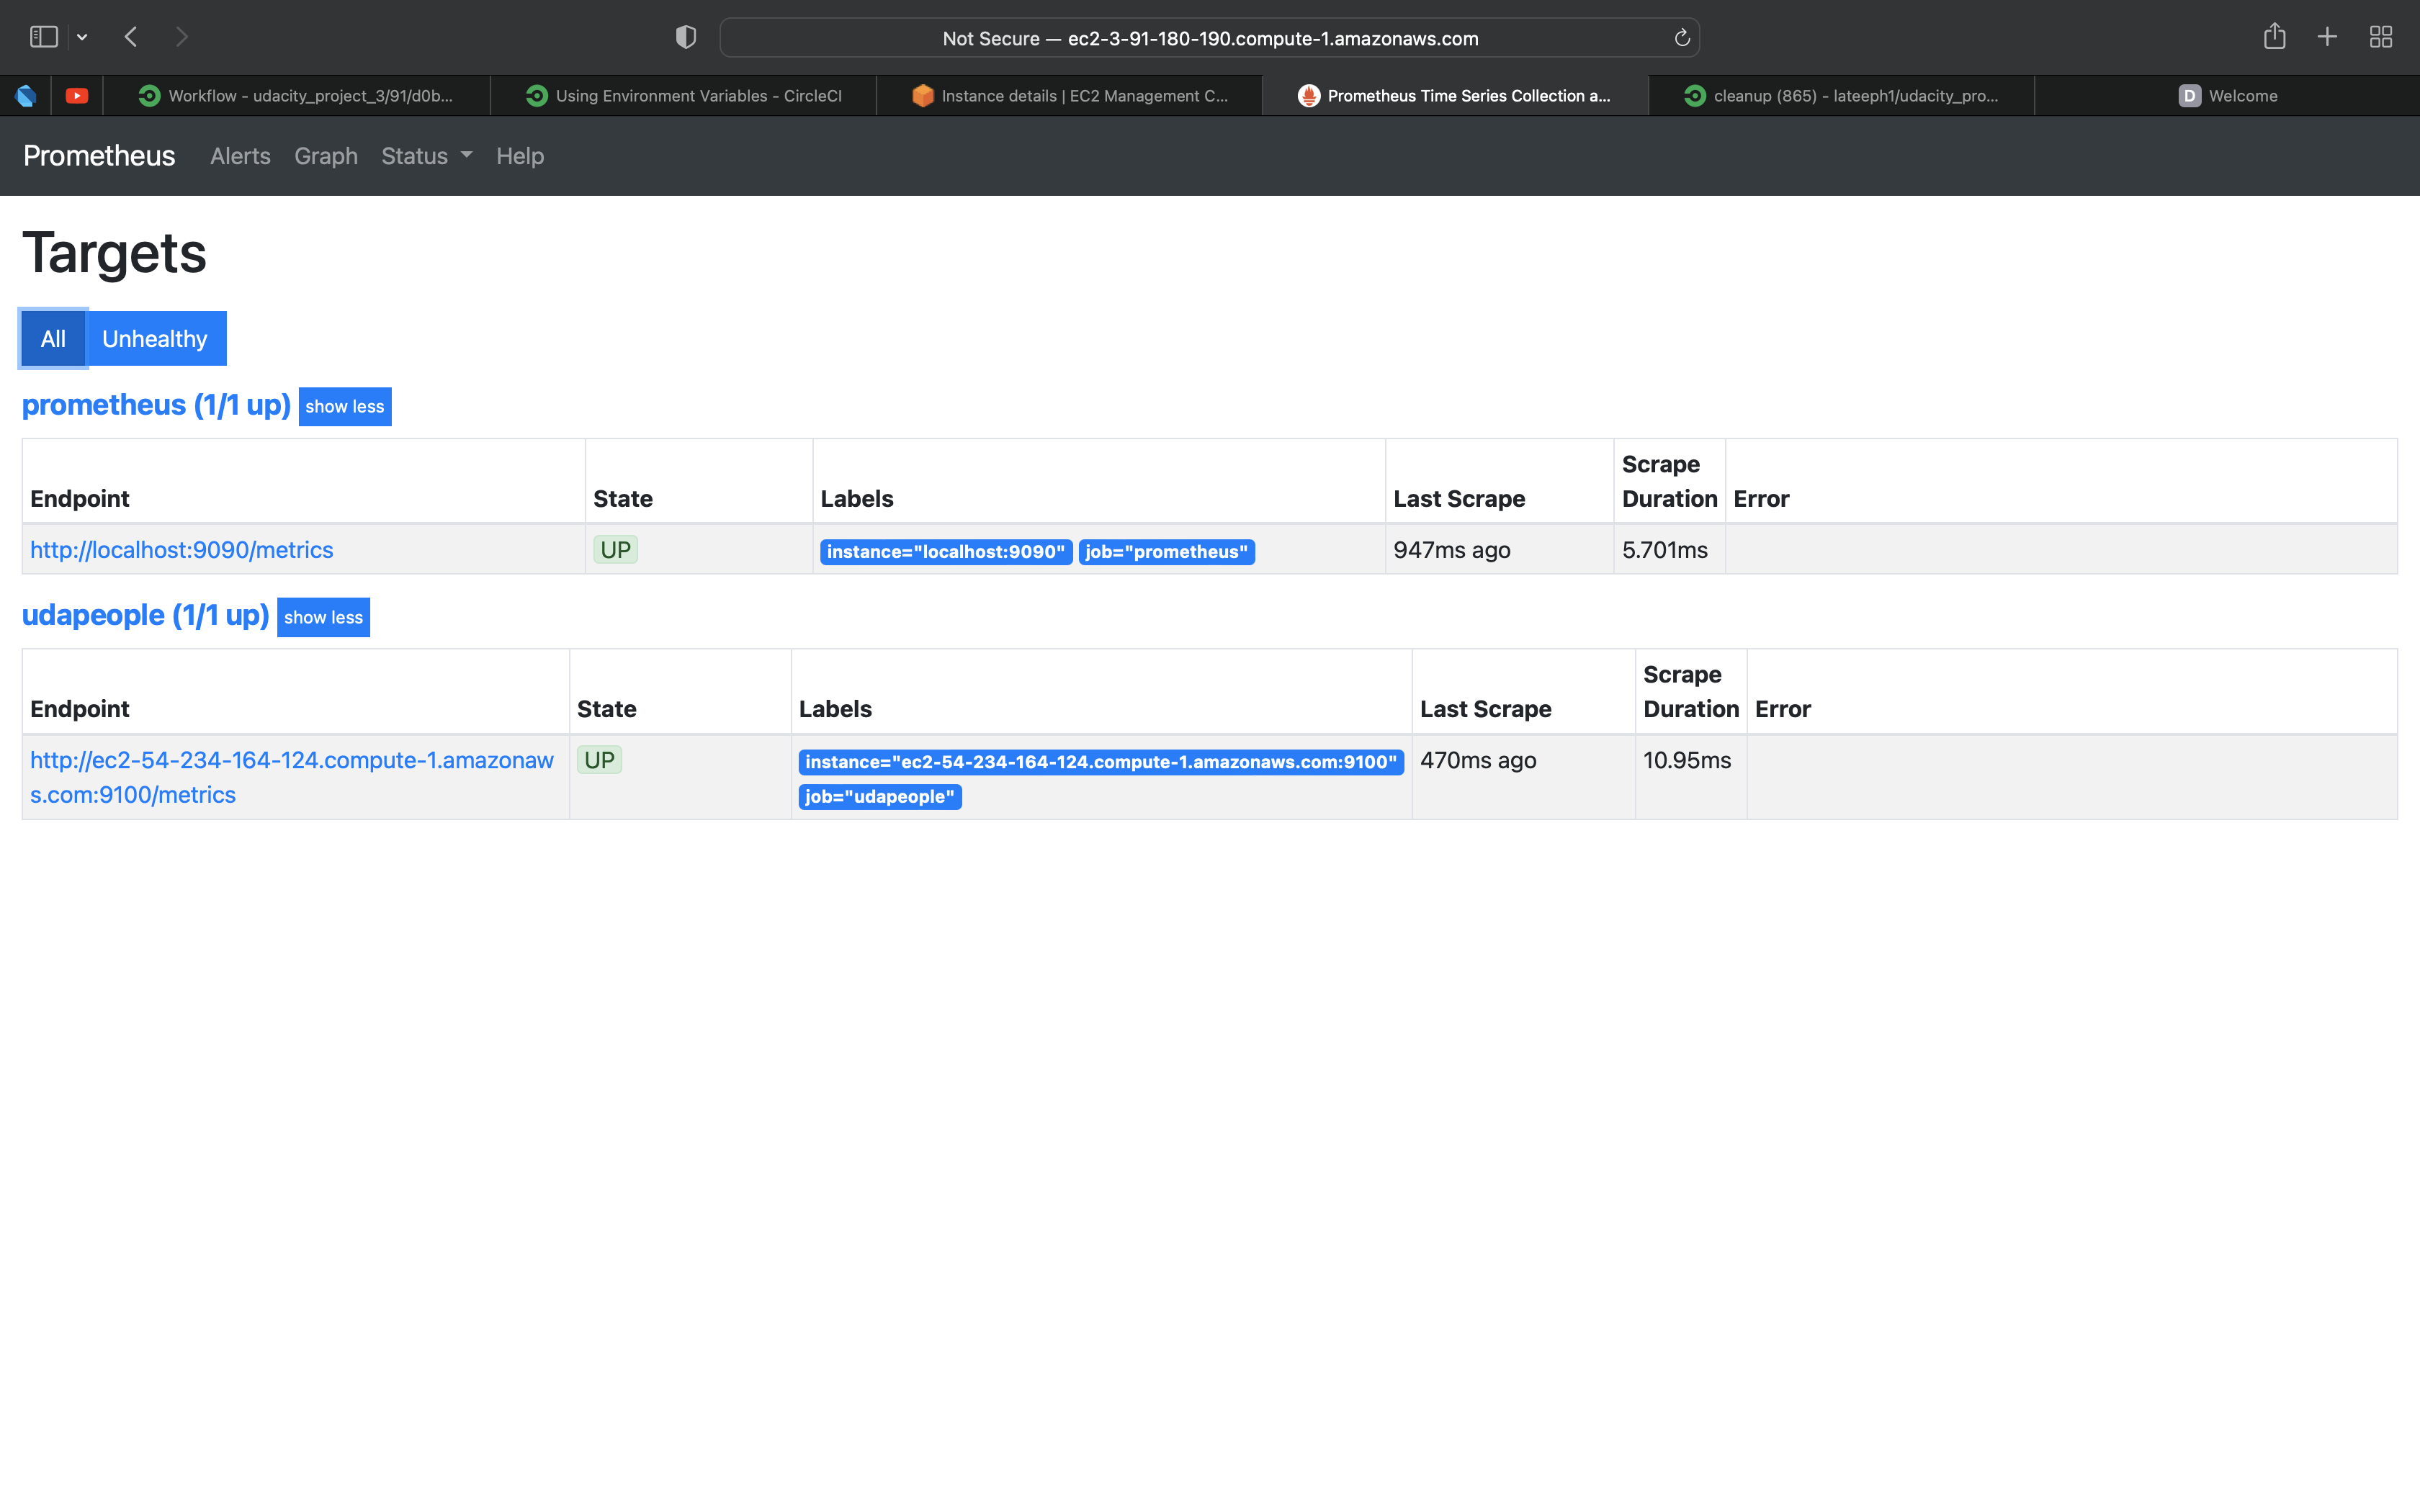 Not Secure — ec2-3-91-180-190.compute-1.amazonaws.com
Workflow - udacity_project_3/91/d0b...
Using Environment Variables - CircleCI
Instance details | EC2 Management C...
Prometheus Time Series Collection a...
cleanup (865) - lateeph1/udacity_pro...
D Welcome
Prometheus Alerts Graph Status Help
Targets
All Unhealthy
prometheus (1/1 up) show less
Endpoint State Labels Last Scrape Scrape Duration Error
http://localhost:9090/metrics UP instance="localhost:9090" job="prometheus" 947ms ago 5.701ms
udapeople (1/1 up) show less
Endpoint State Labels Last Scrape Scrape Duration Error
http://ec2-54-234-164-124.compute-1.amazonaw UP instance="ec2-54-234-164-124.compute-1.amazonaws.com:9100" 470ms ago 10.95ms
s.com:9100/metrics job="udapeople"